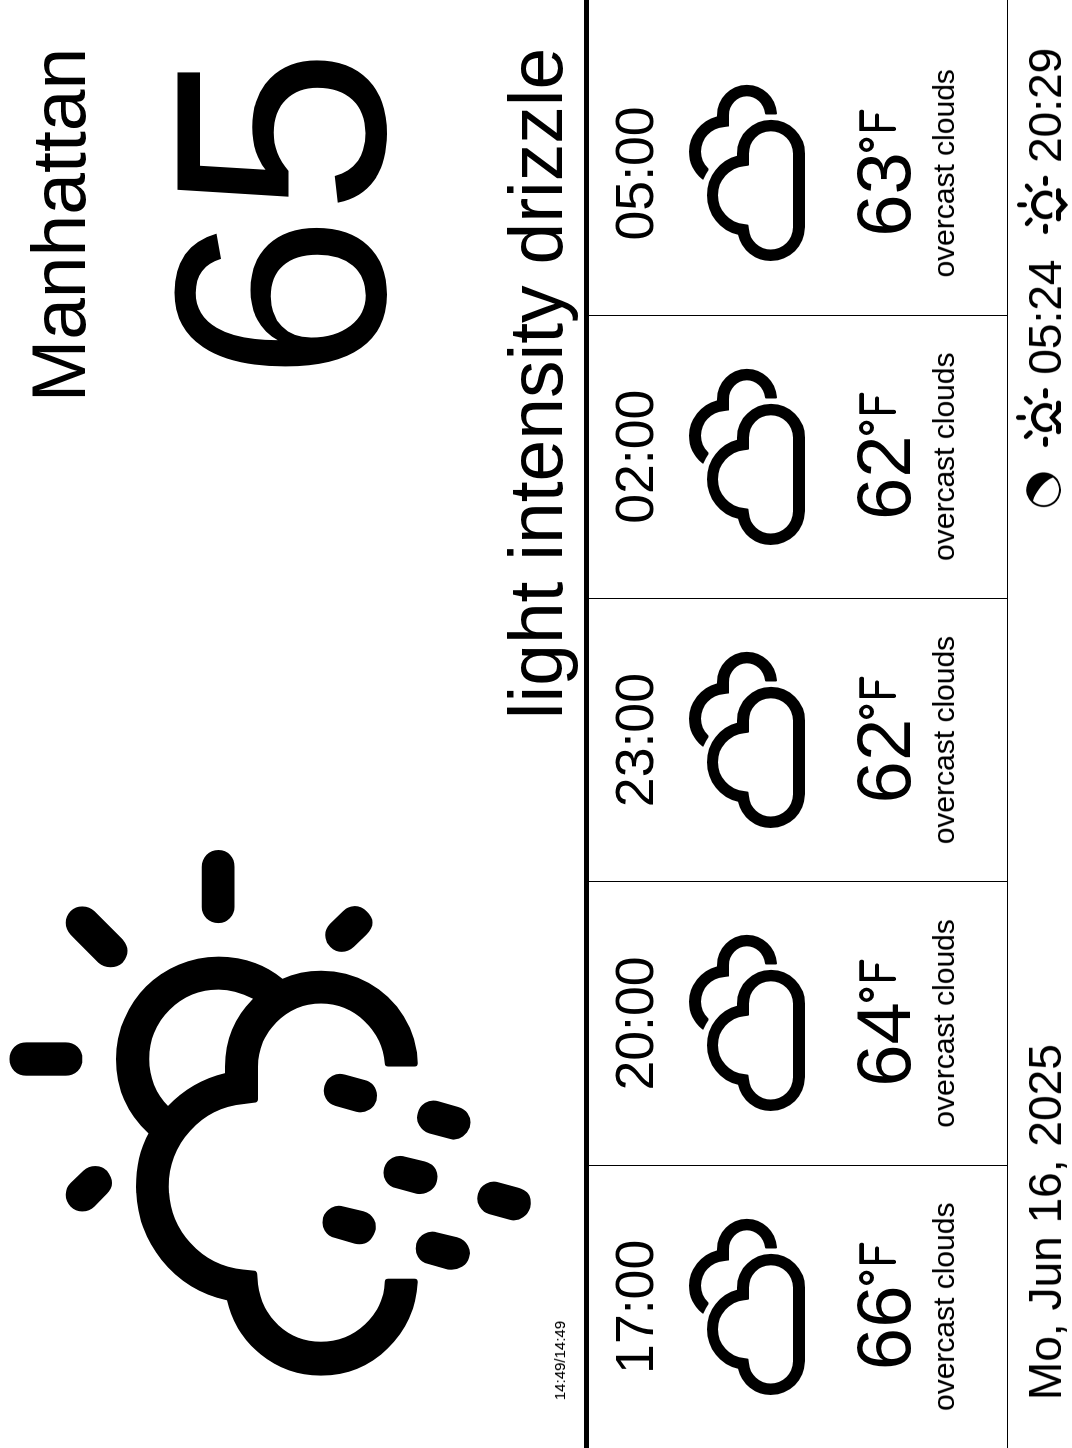 Manhattan
65
light intensity drizzle
14:49/14:49
17:00
66°F
overcast clouds
20:00
64°F
overcast clouds
23:00
62°F
overcast clouds
02:00
62°F
overcast clouds
05:00
63°F
overcast clouds
Mo, Jun 16, 2025
05:24
20:29